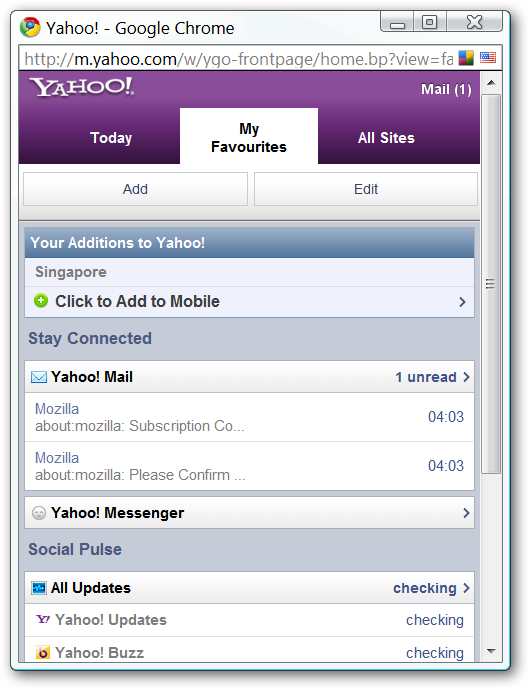 Yahoo! - Google Chrome
http://m.yahoo.com/w/ygo-frontpage/home.bp?view=fa
YAHOO!
Mail (1)
Today
My
Favourites
All Sites
Add
Edit
Your Additions to Yahoo!
Singapore
Click to Add to Mobile
Stay Connected
Yahoo! Mail
1 unread
Mozilla
about:mozilla: Subscription Co...
04:03
Mozilla
about:mozilla: Please Confirm ...
04:03
Yahoo! Messenger
Social Pulse
All Updates
checking
Y! Yahoo! Updates
checking
Yahoo! Buzz
checking